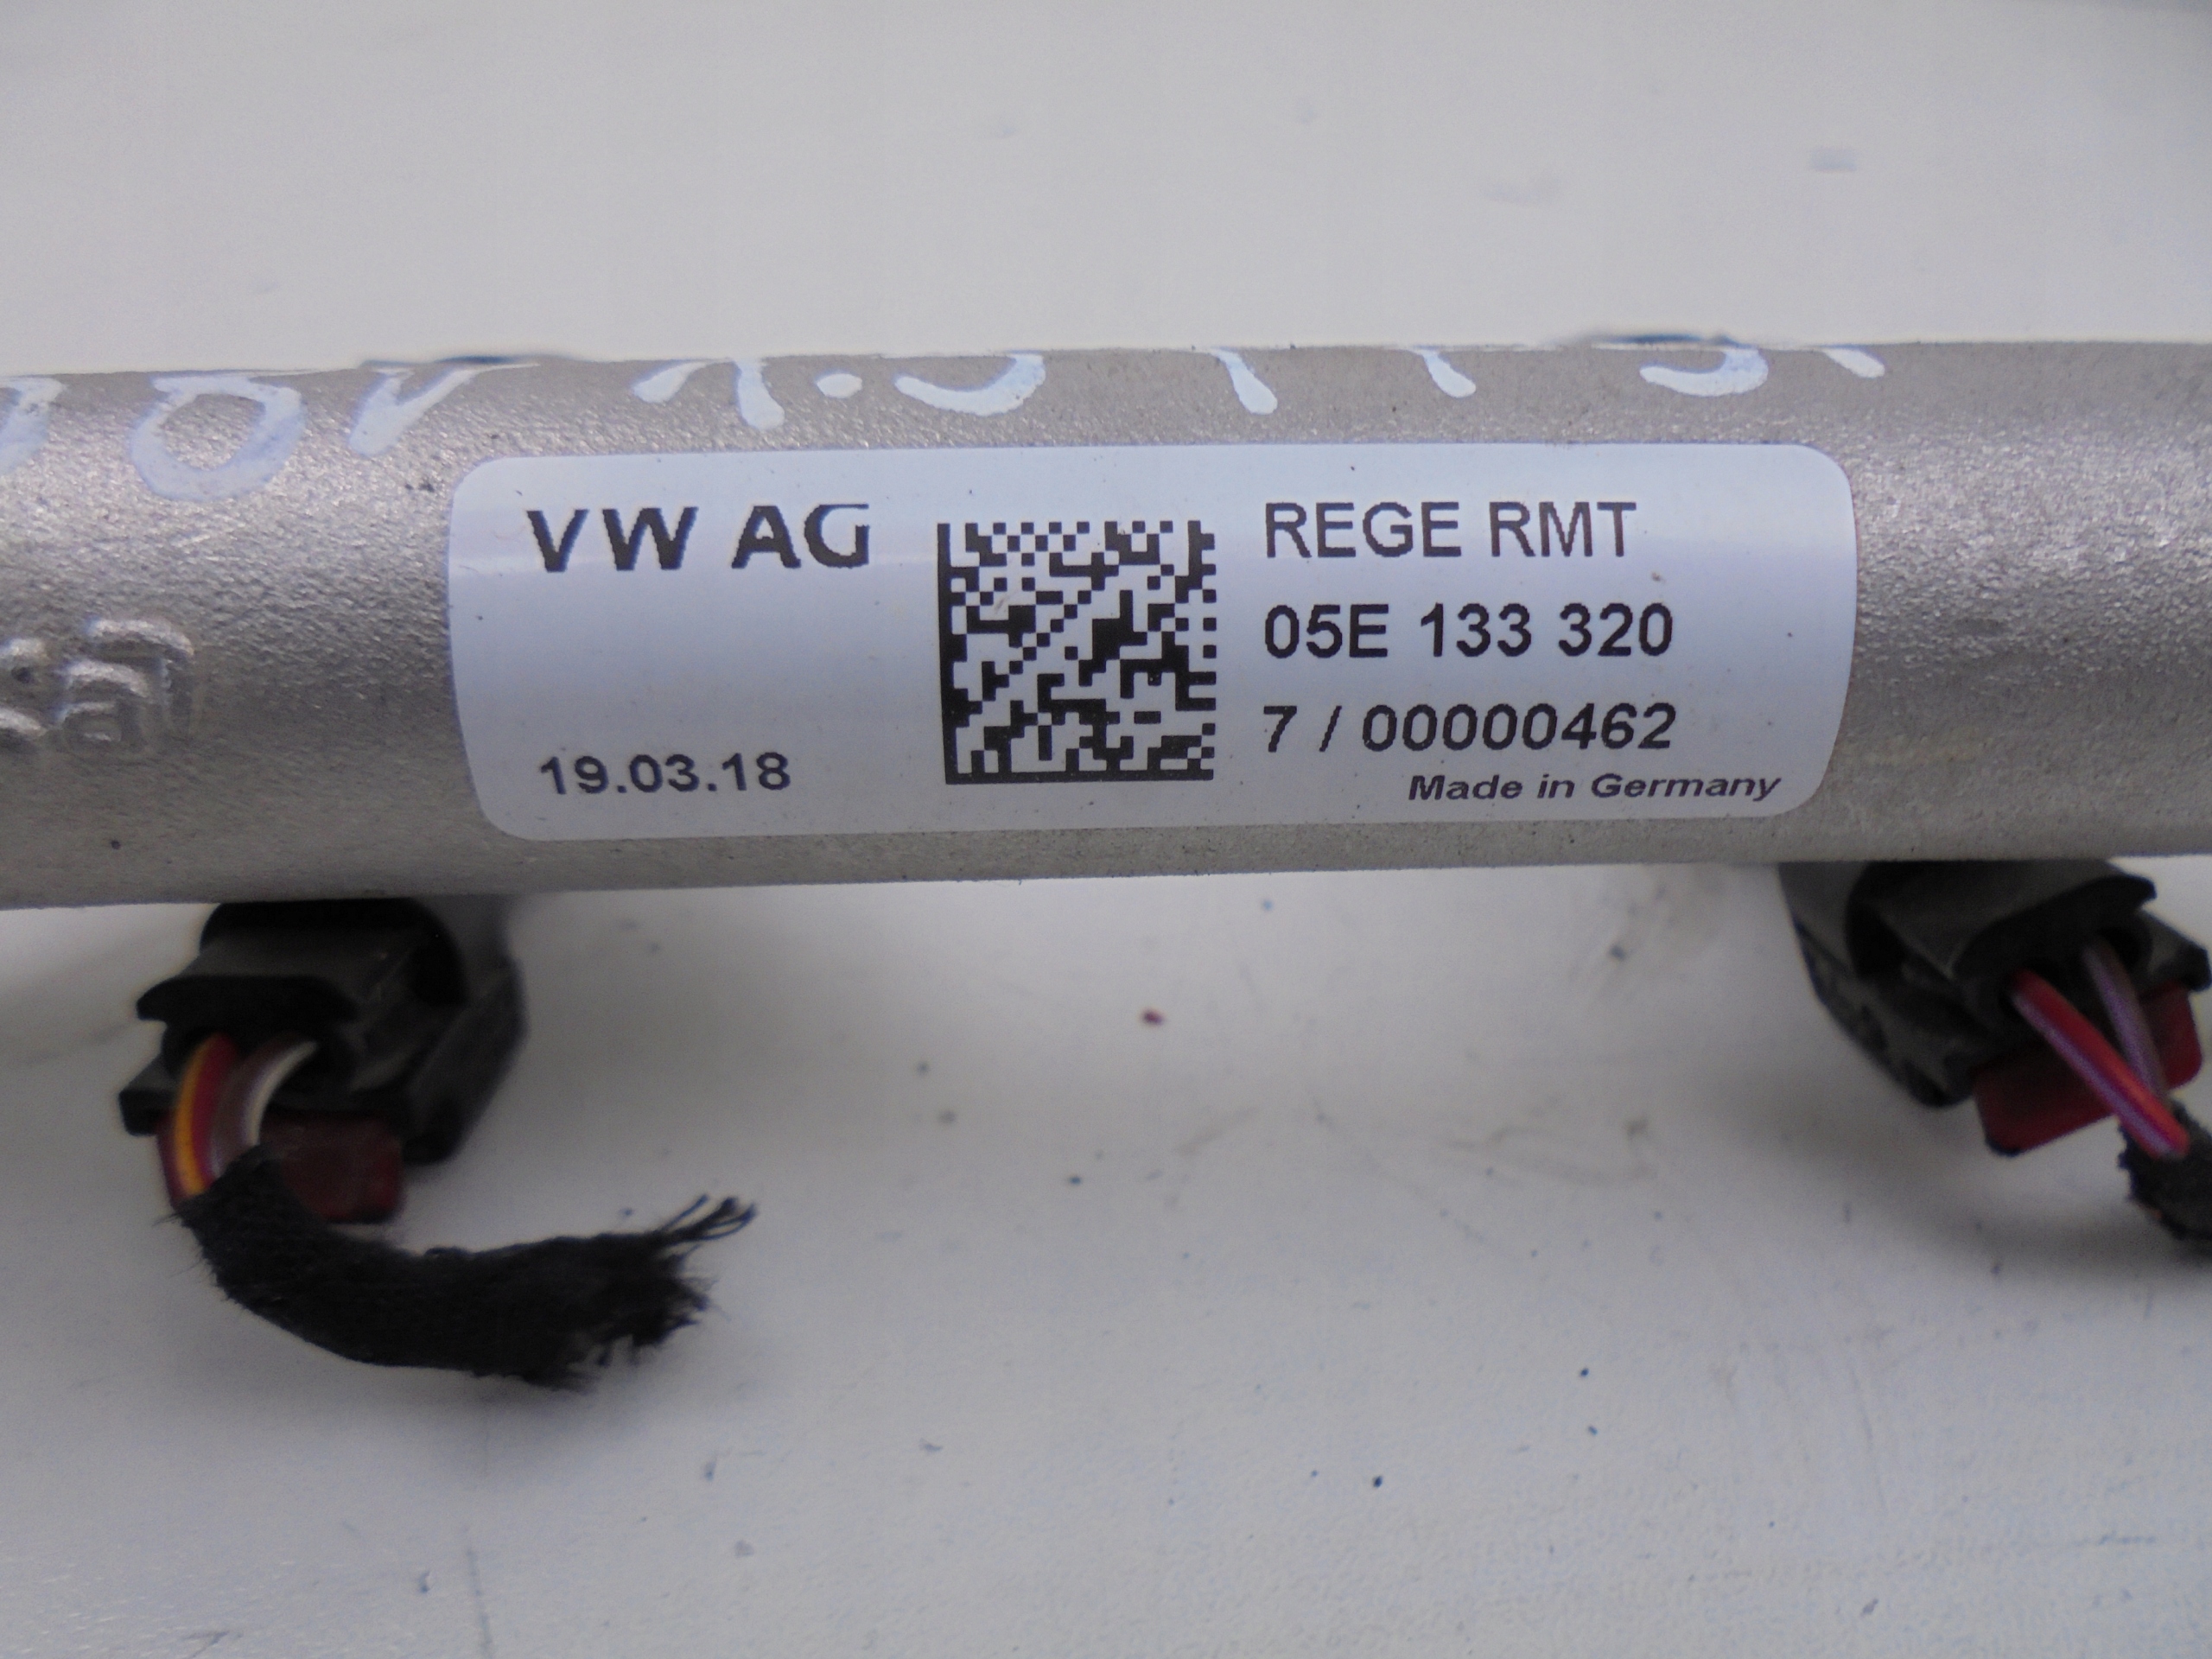 VW AG
19.03.18
REGE RMT
05E 133 320
7 / 00000462
Made in Germany